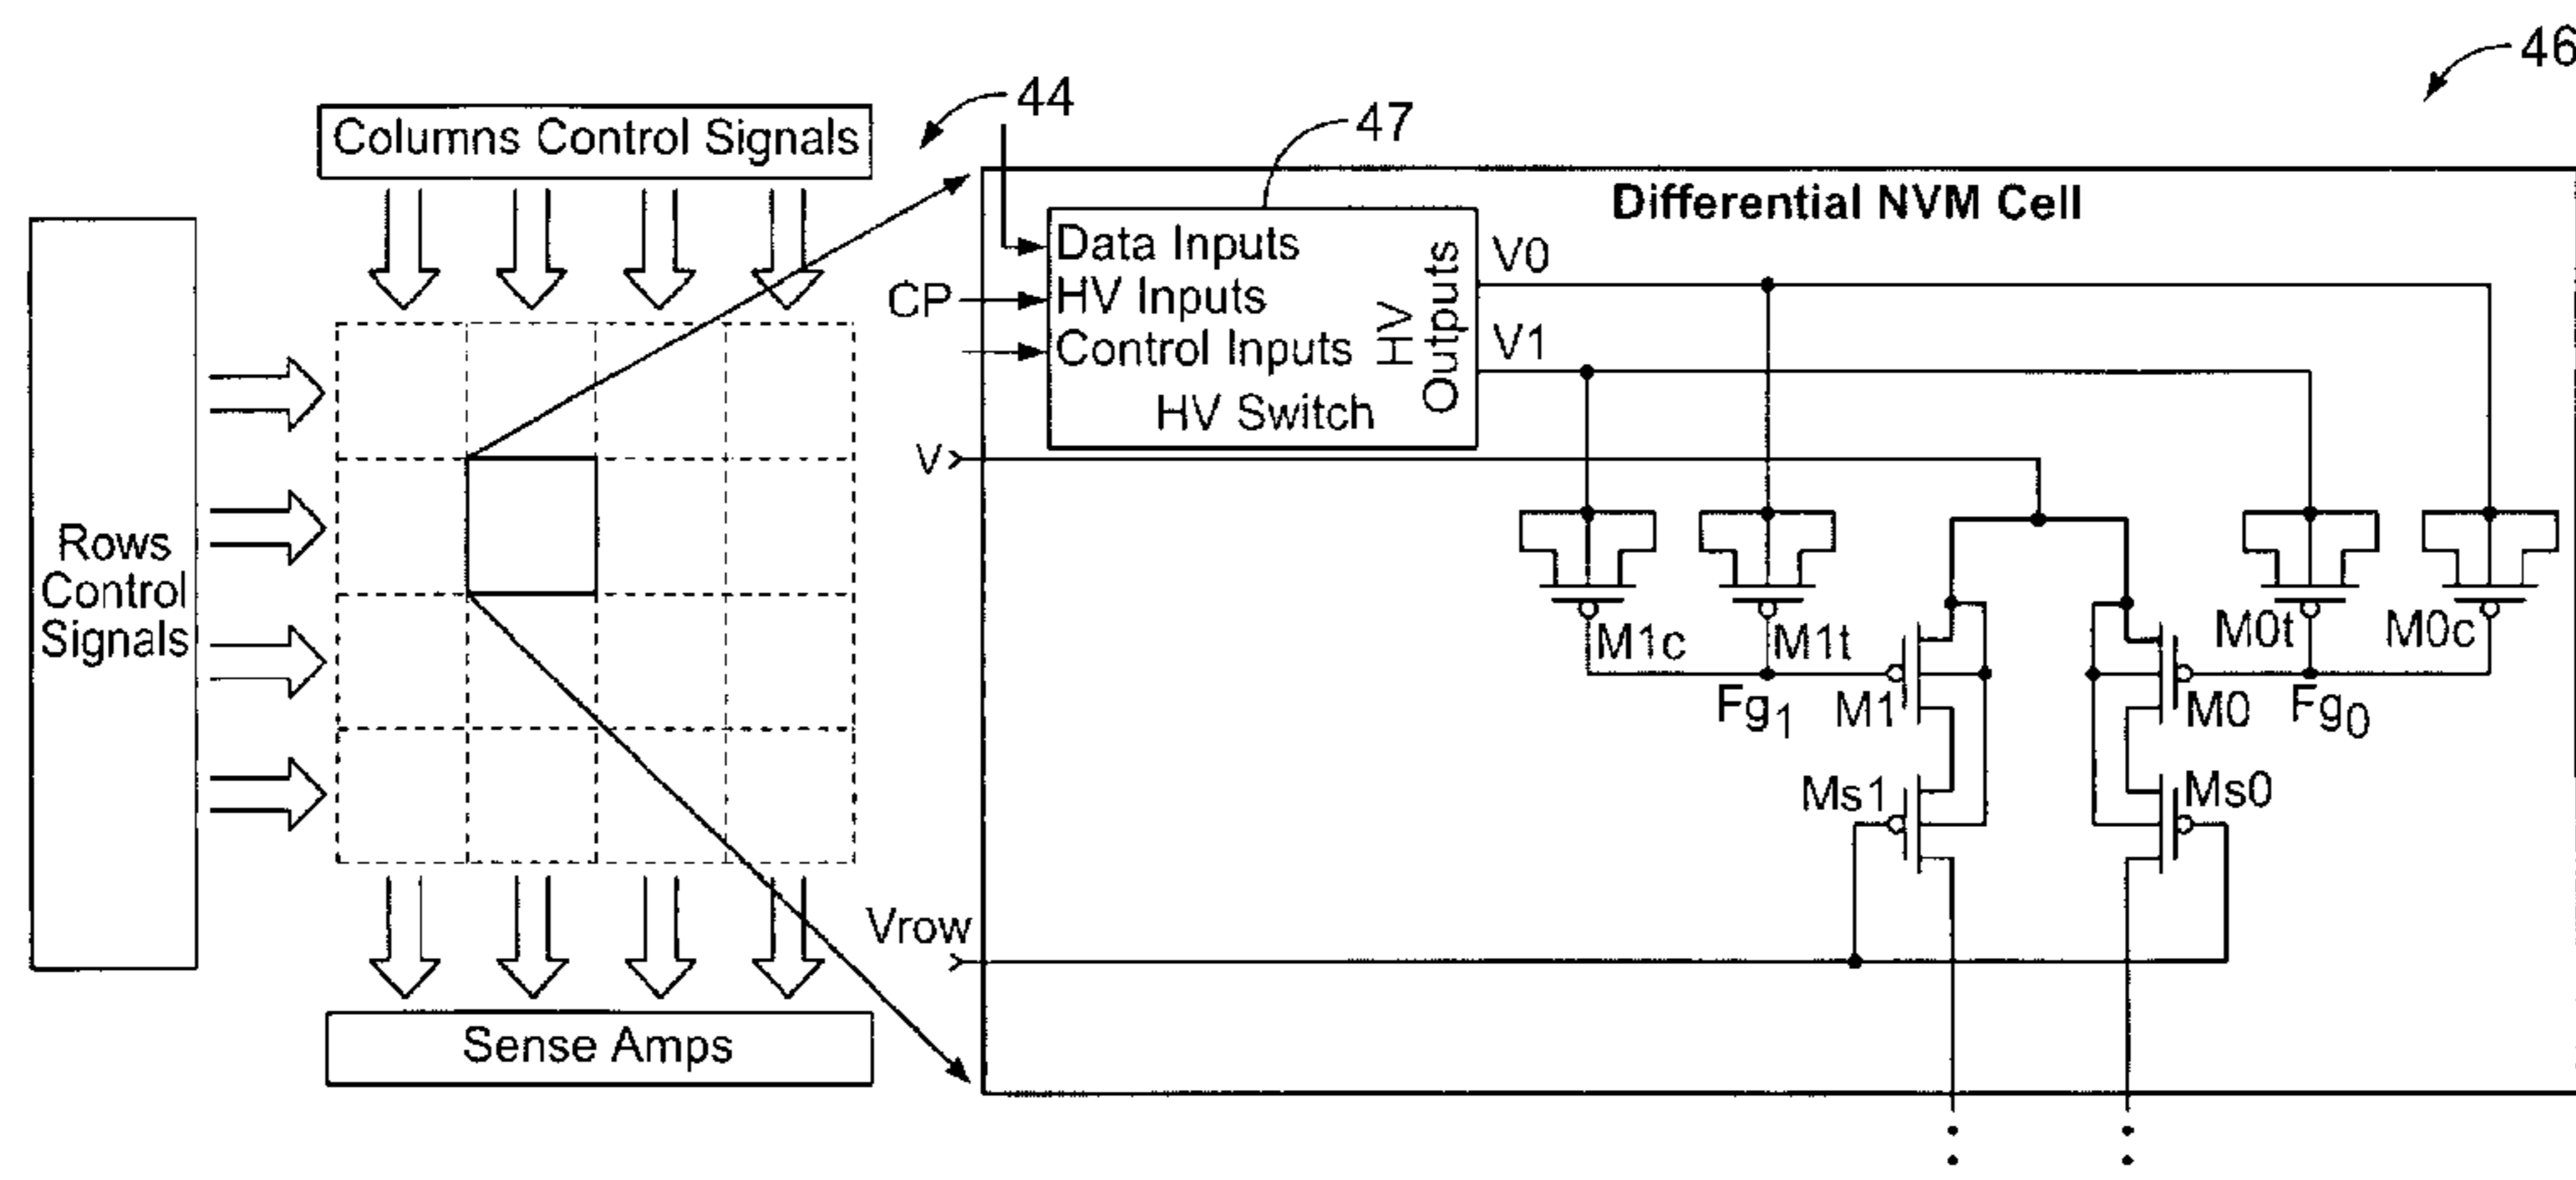 46
44
47
Columns Control Signals
Differential NVM Cell
Rows
Control
Signals
Data Inputs
CP
HV Inputs
Control Inputs
HV Switch
HV
Outputs
V0
V1
V
M1c
M1t
M0t
M0c
Fg1
M1
M0
Fg0
Ms1
Ms0
Vrow
Sense Amps